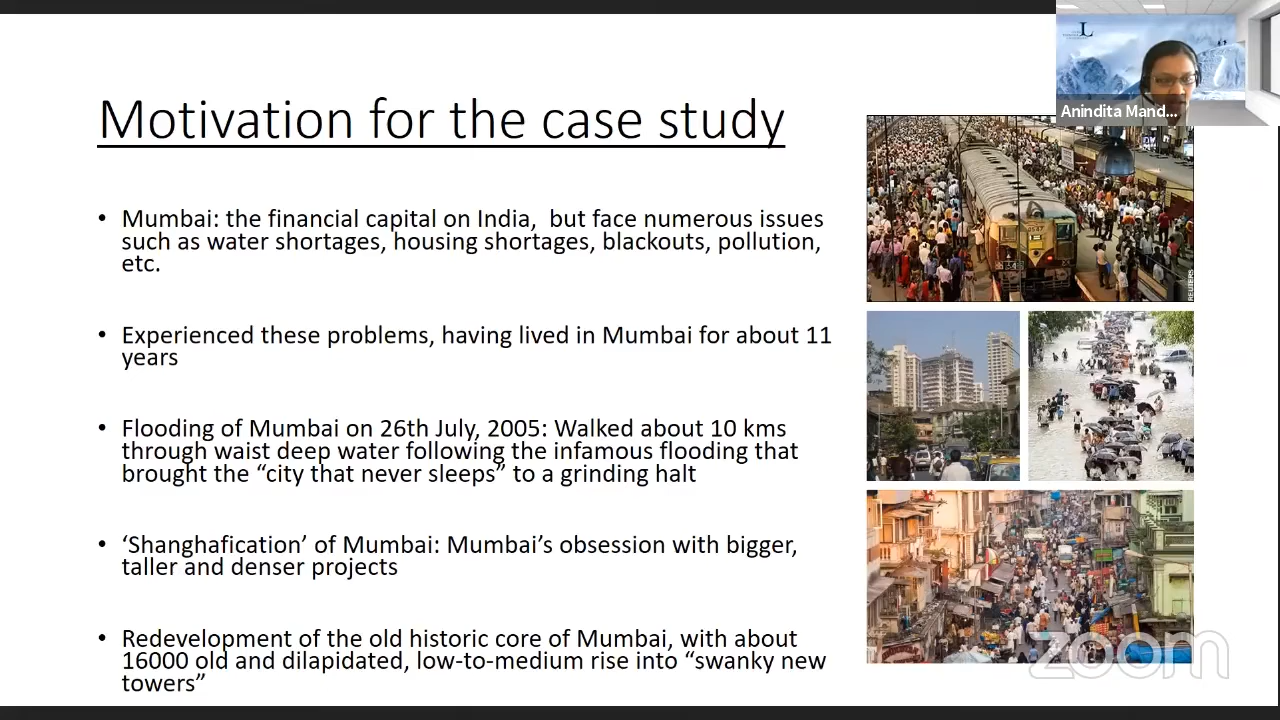 Motivation for the case study
• Mumbai: the financial capital on India,  but face numerous issues
such as water shortages, housing shortages, blackouts, pollution,
etc.
• Experienced these problems, having lived in Mumbai for about 11
years
• Flooding of Mumbai on 26th July, 2005: Walked about 10 kms
through waist deep water following the infamous flooding that
brought the “city that never sleeps” to a grinding halt
• ‘Shanghafication’ of Mumbai: Mumbai’s obsession with bigger,
taller and denser projects
• Redevelopment of the old historic core of Mumbai, with about
16000 old and dilapidated, low-to-medium rise into “swanky new
towers”
L
Anindita Mand...
REUTERS
zoom